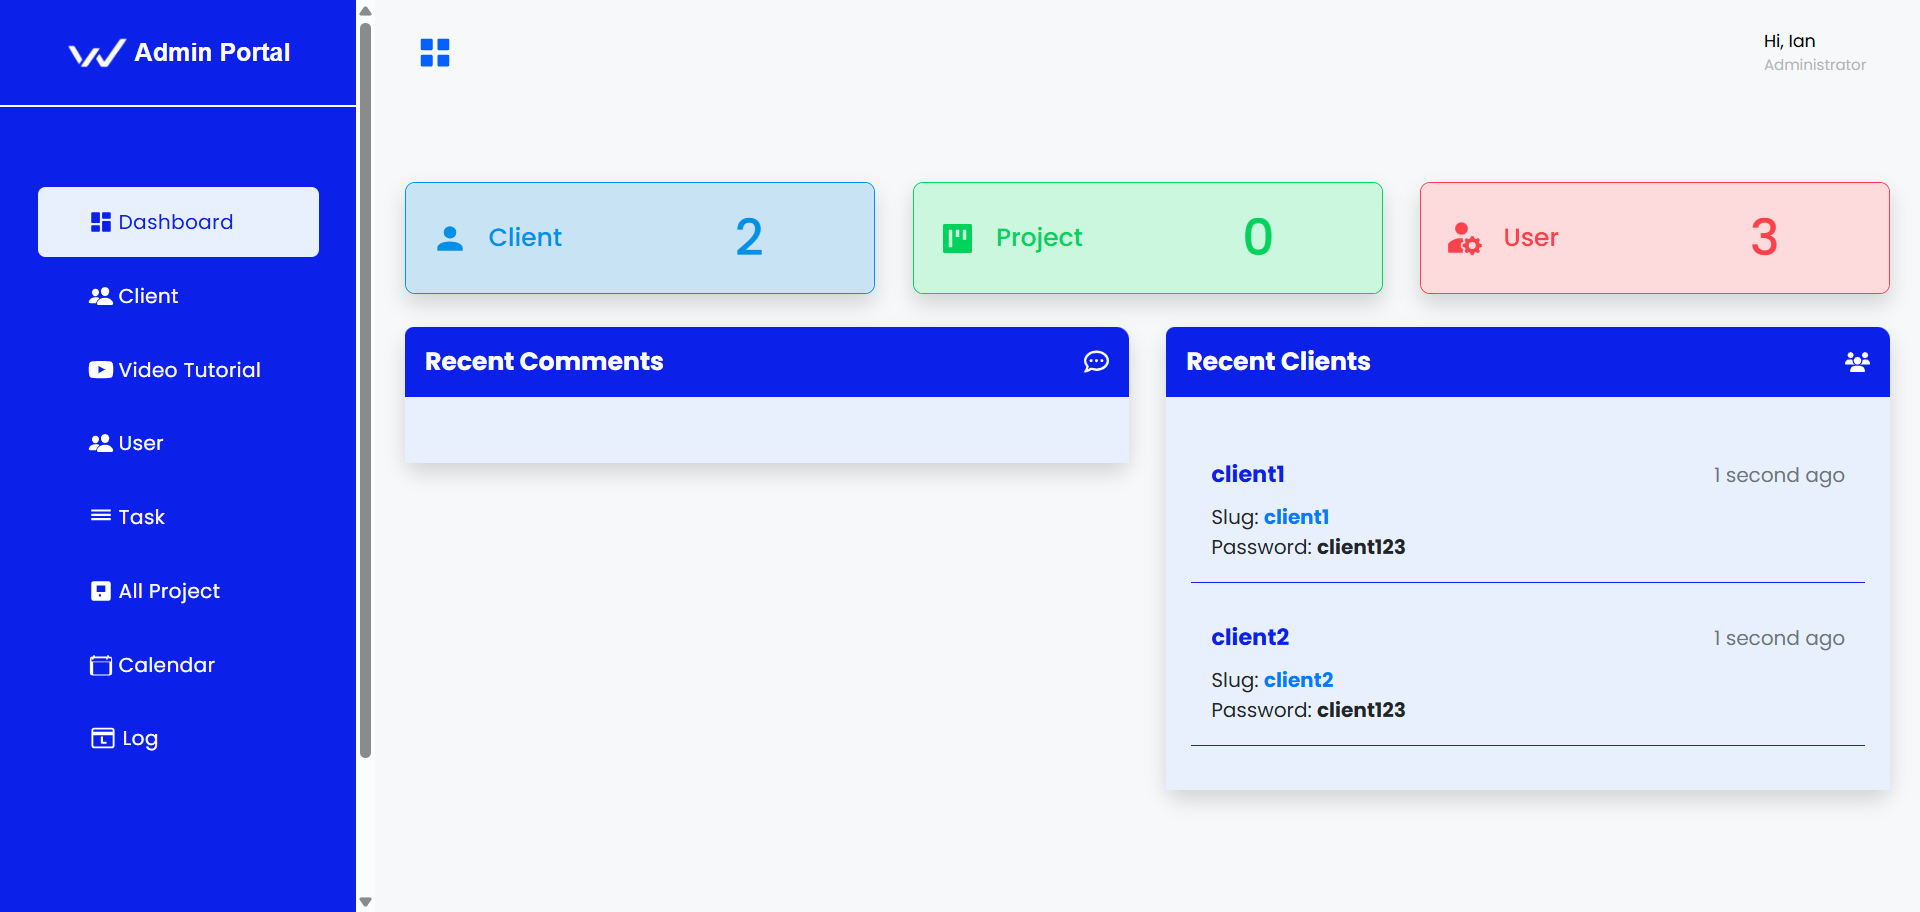 Admin Portal
Hi, Ian
Administrator
Dashboard
Client
Video Tutorial
User
Task
All Project
Calendar
Log
Client 2
Project 0
User 3
Recent Comments
Recent Clients
client1 1 second ago
Slug: client1
Password: client123
client2 1 second ago
Slug: client2
Password: client123